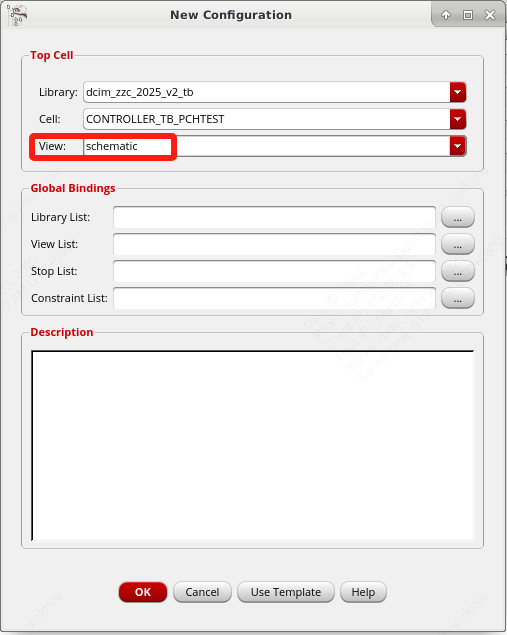 New Configuration
Top Cell
Library: dcim_zzc_2025_v2_tb
Cell: CONTROLLER_TB_PCHTEST
View: schematic
Global Bindings
Library List: ...
View List: ...
Stop List: ...
Constraint List: ...
Description
OK Cancel Use Template Help